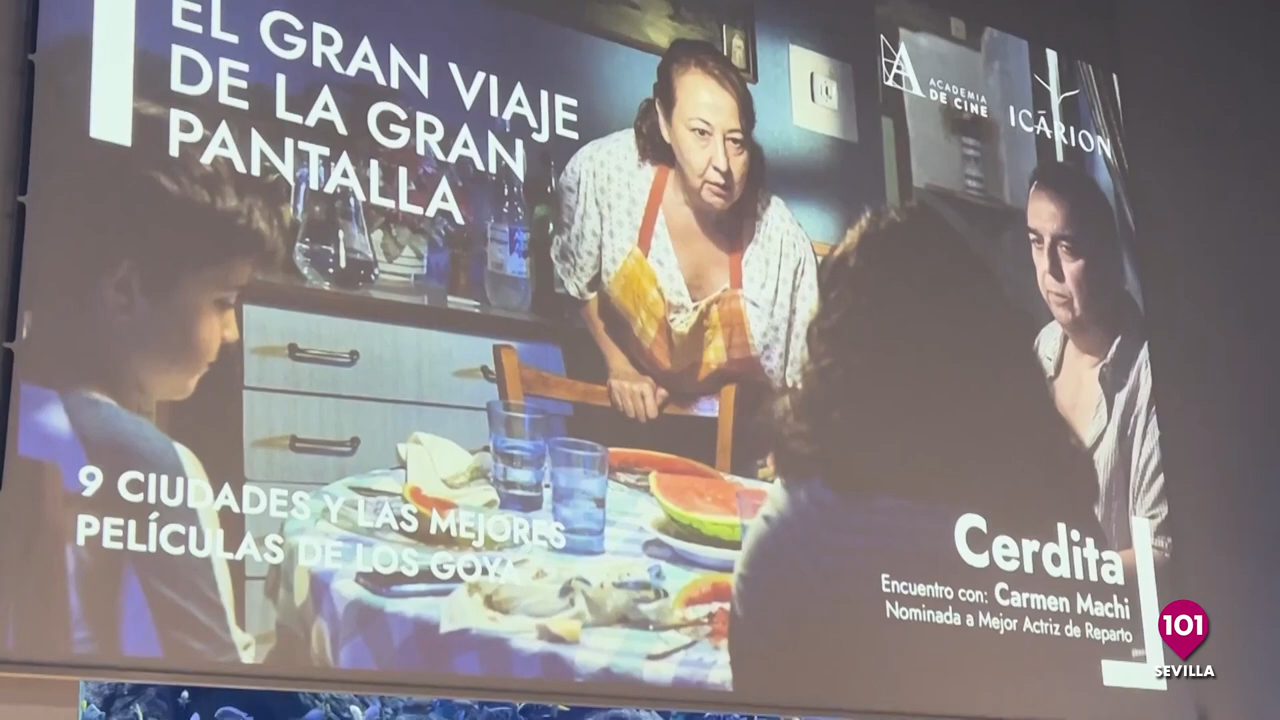 EL GRAN VIAJE
DE LA GRAN
PANTALLA
ACADEMIA
DE CINE
ICĀRION
9 CIUDADES Y LAS MEJORES
PELÍCULAS DE LOS GOYA
Cerdita
Encuentro con: Carmen Machi
Nominada a Mejor Actriz de Reparto
101
SEVILLA